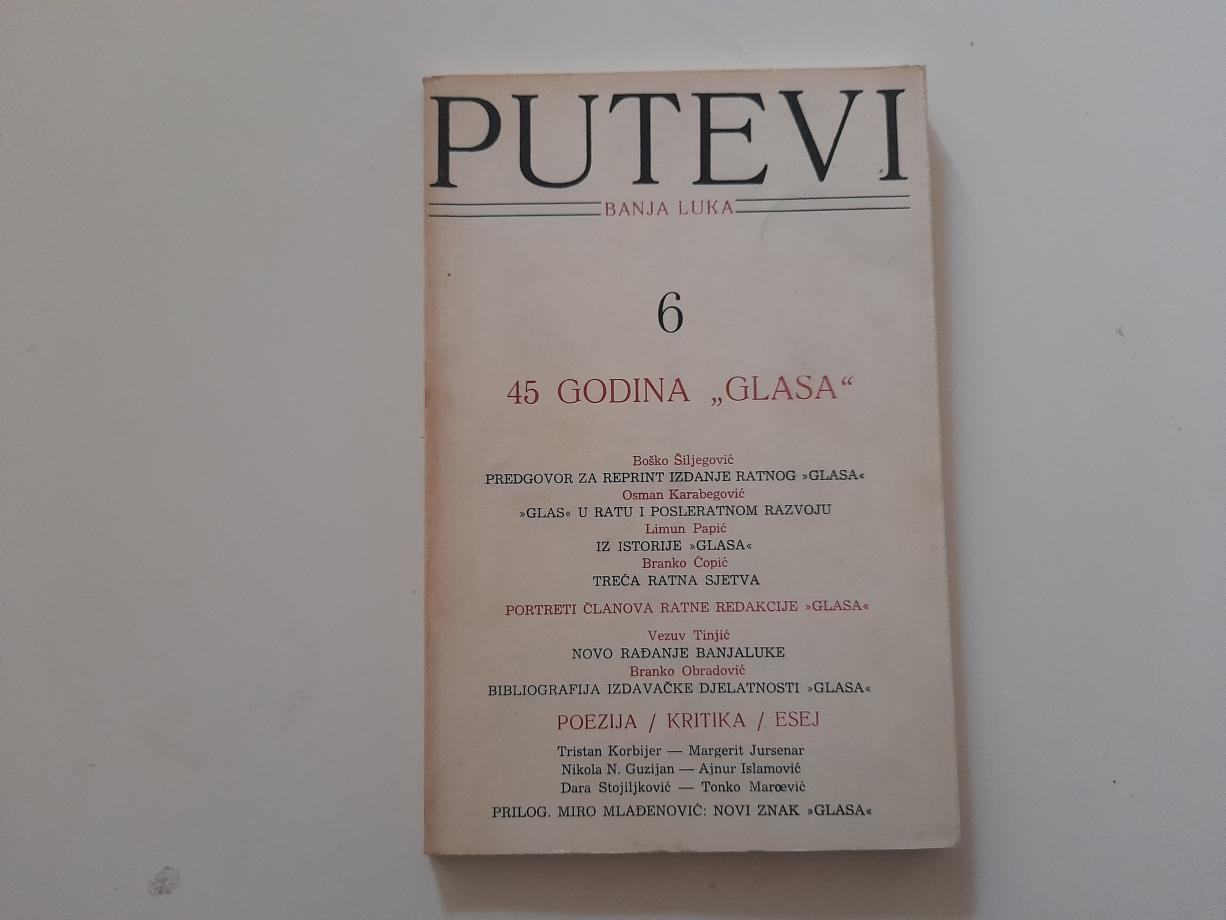 PUTEVI
BANJA LUKA
6
45 GODINA „GLASA“
Boško Šiljegović
PREDGOVOR ZA REPRINT IZDANJE RATNOG »GLASA«
Osman Karabegović
»GLAS« U RATU I POSLERATNOM RAZVOJU
Limun Papić
IZ ISTORIJE »GLASA«
Branko Ćopić
TREĆA RATNA SJETVA
PORTRETI ČLANOVA RATNE REDAKCIJE »GLASA«
Vezuv Tinjić
NOVO RAĐANJE BANJALUKE
Branko Obradović
BIBLIOGRAFIJA IZDAVAČKE DJELATNOSTI »GLASA«
POEZIJA / KRITIKA / ESEJ
Tristan Korbijer — Margerit Jursenar
Nikola N. Guzijan — Ajnur Islamović
Dara Stojiljković — Tonko Marœvić
PRILOG. MIRO MLAĐENOVIĆ: NOVI ZNAK »GLASA«